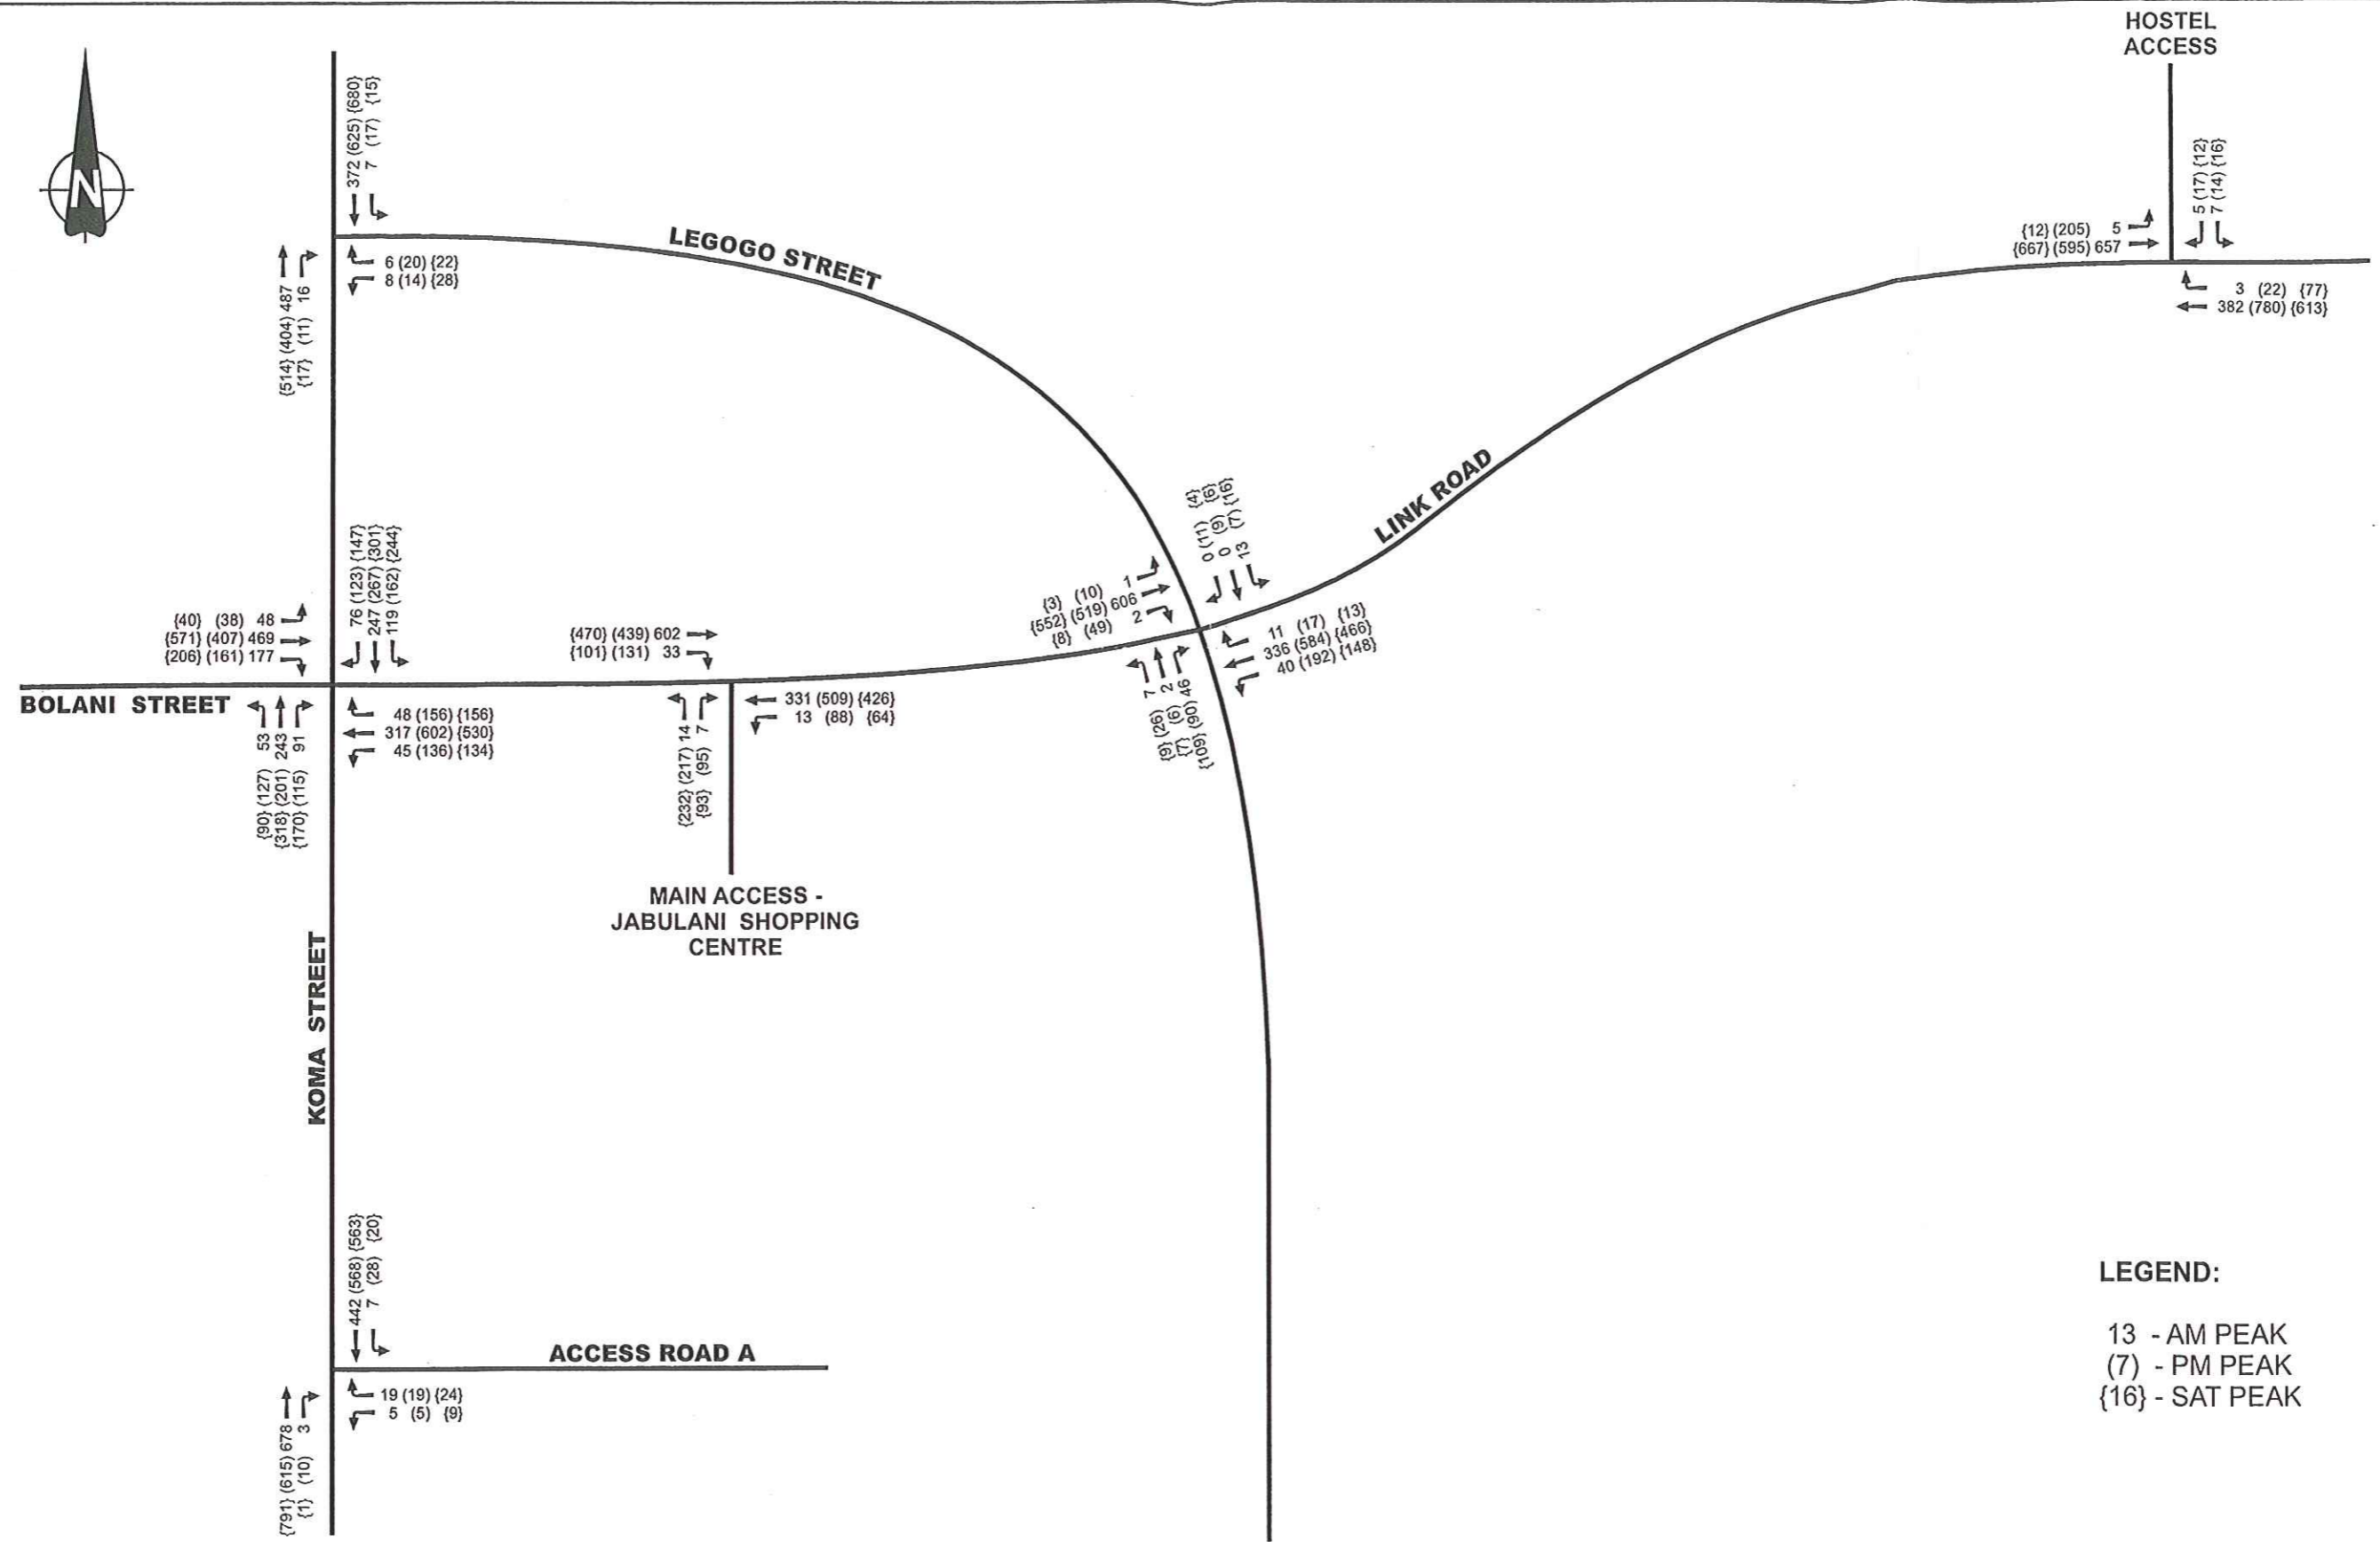 HOSTEL
ACCESS
N
372 (625) {680}
7 (17) {15}
{514} (404) 487
{17} (11) 16
6 (20) {22}
8 (14) {28}
LEGOGO STREET
5 (17) {12}
7 (14) {16}
{12} (205) 5
{667} (595) 657
3 (22) {77}
382 (780) {613}
LINK ROAD
76 (123) {147}
247 (267) {301}
119 (162) {244}
{40} (38) 48
{571} (407) 469
{206} (161) 177
BOLANI STREET
{90} (127) 53
{318} (201) 243
{170} (115) 91
48 (156) {156}
317 (602) {530}
45 (136) {134}
{470} (439) 602
{101} (131) 33
{232} (217) 14
{93} (95) 7
331 (509) {426}
13 (88) {64}
0 (11) {4}
0 (9) {6}
13 (7) {16}
{3} (10) 1
{552} (519) 606
{8} (49) 2
11 (17) {13}
336 (584) {466}
40 (192) {148}
{9} (26) 7
{7} (6) 2
{109} (90) 46
MAIN ACCESS -
JABULANI SHOPPING
CENTRE
KOMA STREET
442 (568) {563}
7 (28) {20}
ACCESS ROAD A
19 (19) {24}
5 (5) {9}
{791} (615) 678
{1} (10) 3
LEGEND:
13 - AM PEAK
(7) - PM PEAK
{16} - SAT PEAK